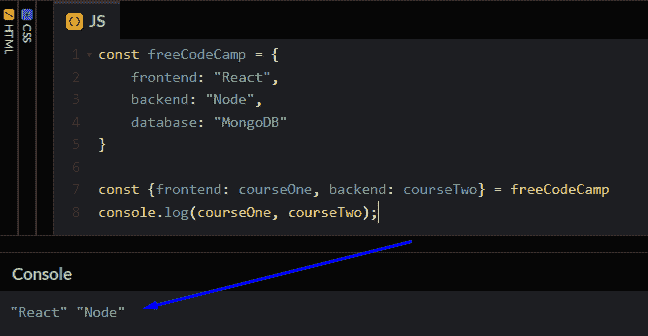 HTML
CSS
JS
1 const freeCodeCamp = {
2 frontend: "React",
3 backend: "Node",
4 database: "MongoDB"
5 }
6
7 const {frontend: courseOne, backend: courseTwo} = freeCodeCamp
8 console.log(courseOne, courseTwo);
Console
"React" "Node"